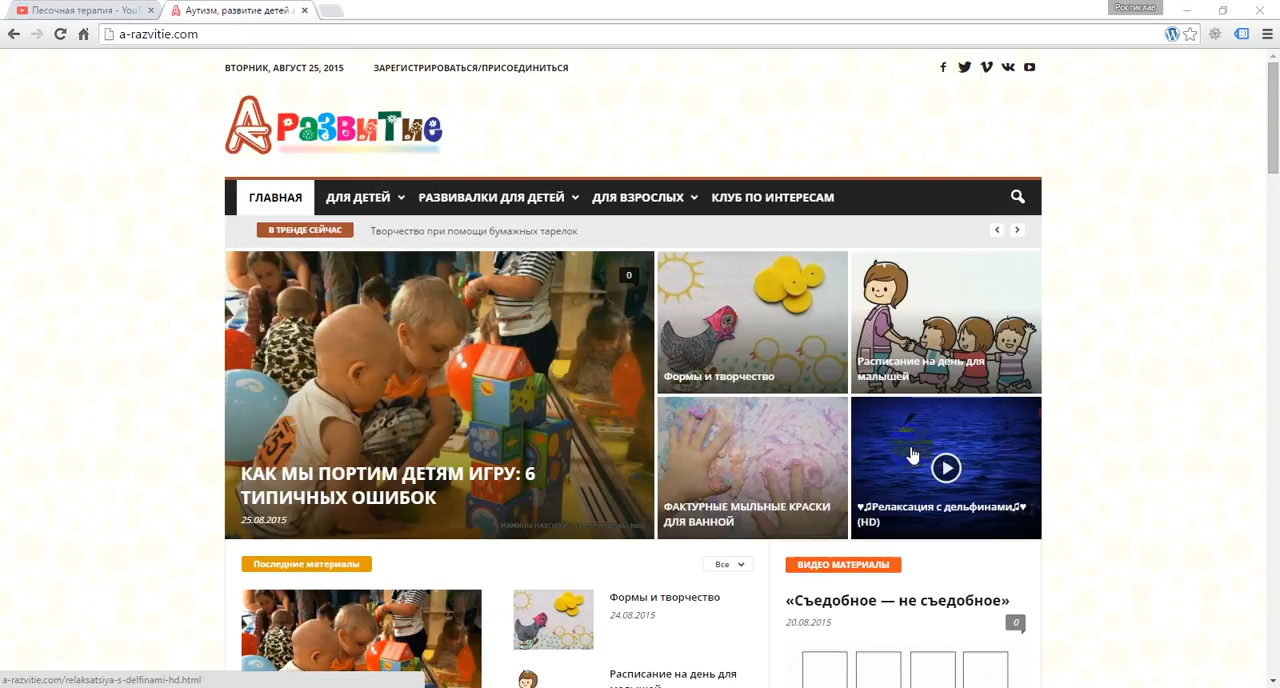 Песочная терапия - You
Аутизм, развитие детей
Ростислав
a-razvitie.com
ВТОРНИК, АВГУСТ 25, 2015
ЗАРЕГИСТРИРОВАТЬСЯ/ПРИСОЕДИНИТЬСЯ
А РазвиТие
ГЛАВНАЯ
ДЛЯ ДЕТЕЙ
РАЗВИВАЛКИ ДЛЯ ДЕТЕЙ
ДЛЯ ВЗРОСЛЫХ
КЛУБ ПО ИНТЕРЕСАМ
В ТРЕНДЕ СЕЙЧАС
Творчество при помощи бумажных тарелок
0
КАК МЫ ПОРТИМ ДЕТЯМ ИГРУ: 6
ТИПИЧНЫХ ОШИБОК
25.08.2015
Формы и творчество
Расписание на день для
малышей
ФАКТУРНЫЕ МЫЛЬНЫЕ КРАСКИ
ДЛЯ ВАННОЙ
♥♫Релаксация с дельфинами♫♥
(HD)
Последние материалы
Все
Формы и творчество
24.08.2015
Расписание на день для
ВИДЕО МАТЕРИАЛЫ
«Съедобное — не съедобное»
20.08.2015
0
a-razvitie.com/relaksatsiya-s-delfinami-hd.html